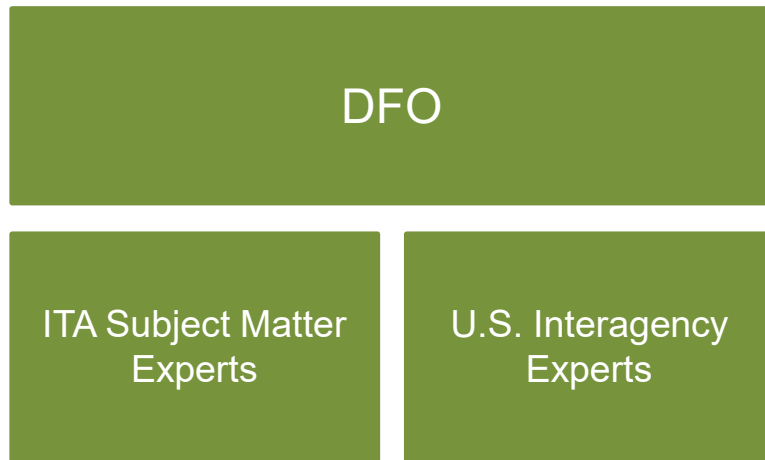 DFO
ITA Subject Matter
Experts
U.S. Interagency
Experts